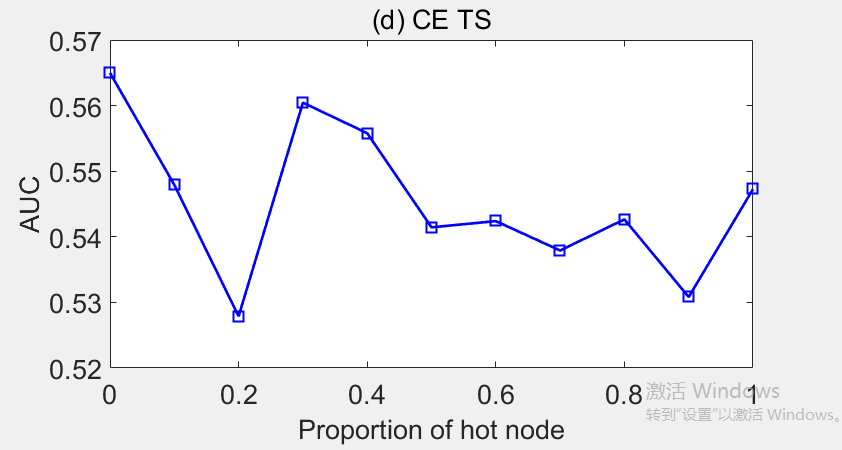 (d) CE TS
0.57
0.56
0.55
0.54
0.53
0.52
AUC
0 0.2 0.4 0.6 0.8 1
Proportion of hot node
激活 Windows
转到“设置”以激活 Windows。